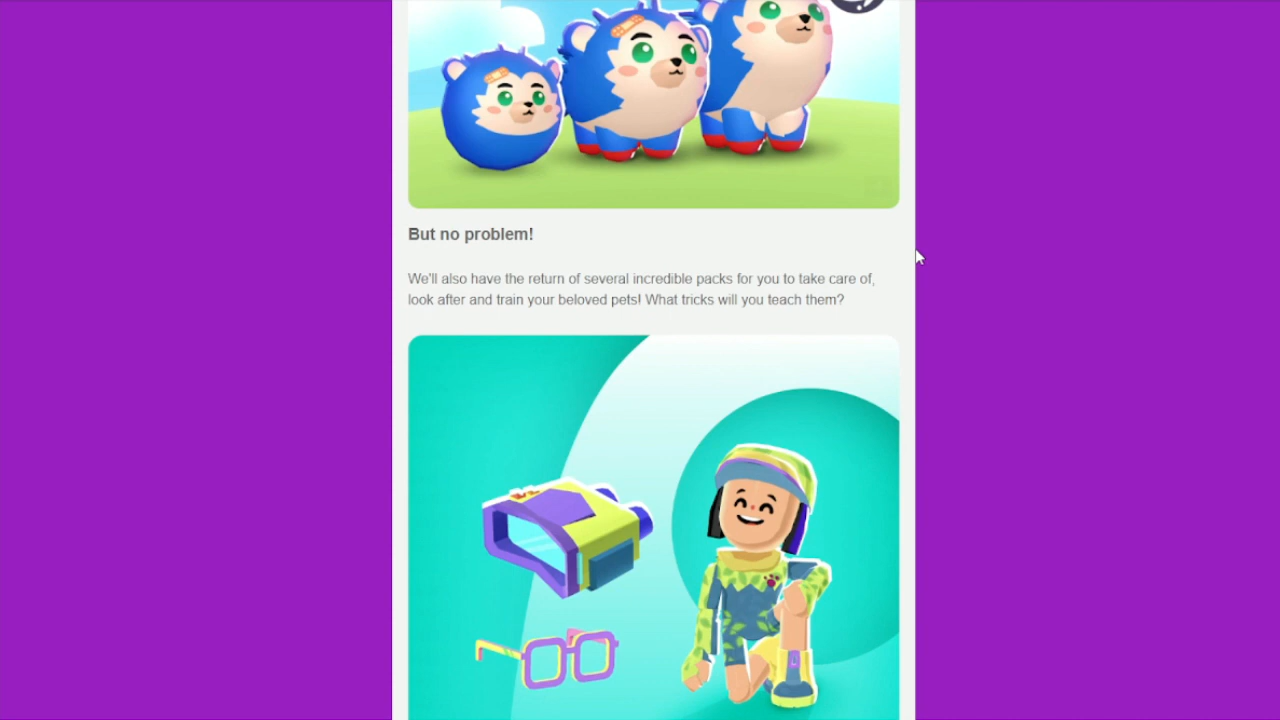 But no problem!
We'll also have the return of several incredible packs for you to take care of,
look after and train your beloved pets! What tricks will you teach them?